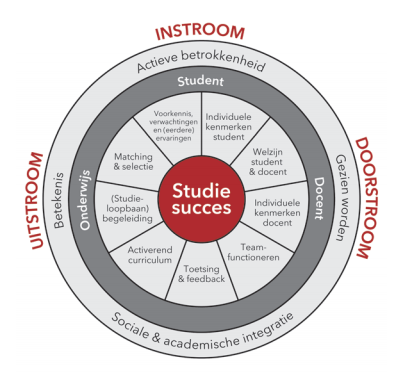 INSTROOM
Actieve betrokkenheid
Student
Voorkennis,
verwachtingen
en (eerdere)
ervaringen
Individuele
kenmerken
student
Matching
& selectie
Welzijn
student
& docent
UITSTROOM
Betekenis
Onderwijs
(Studie-
loopbaan)
begeleiding
Studie
succes
Individuele
kenmerken
docent
Docent
Gezien worden
DOORSTROOM
Activerend
curriculum
Toetsing
& feedback
Team-
functioneren
Sociale & academische integratie